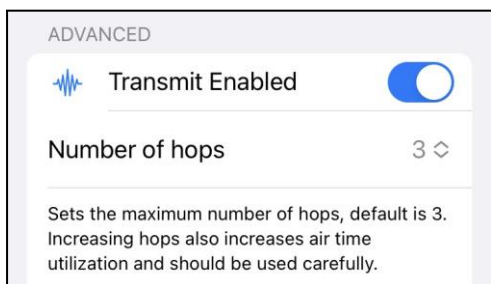 ADVANCED
Transmit Enabled
Number of hops 3
Sets the maximum number of hops, default is 3.
Increasing hops also increases air time
utilization and should be used carefully.